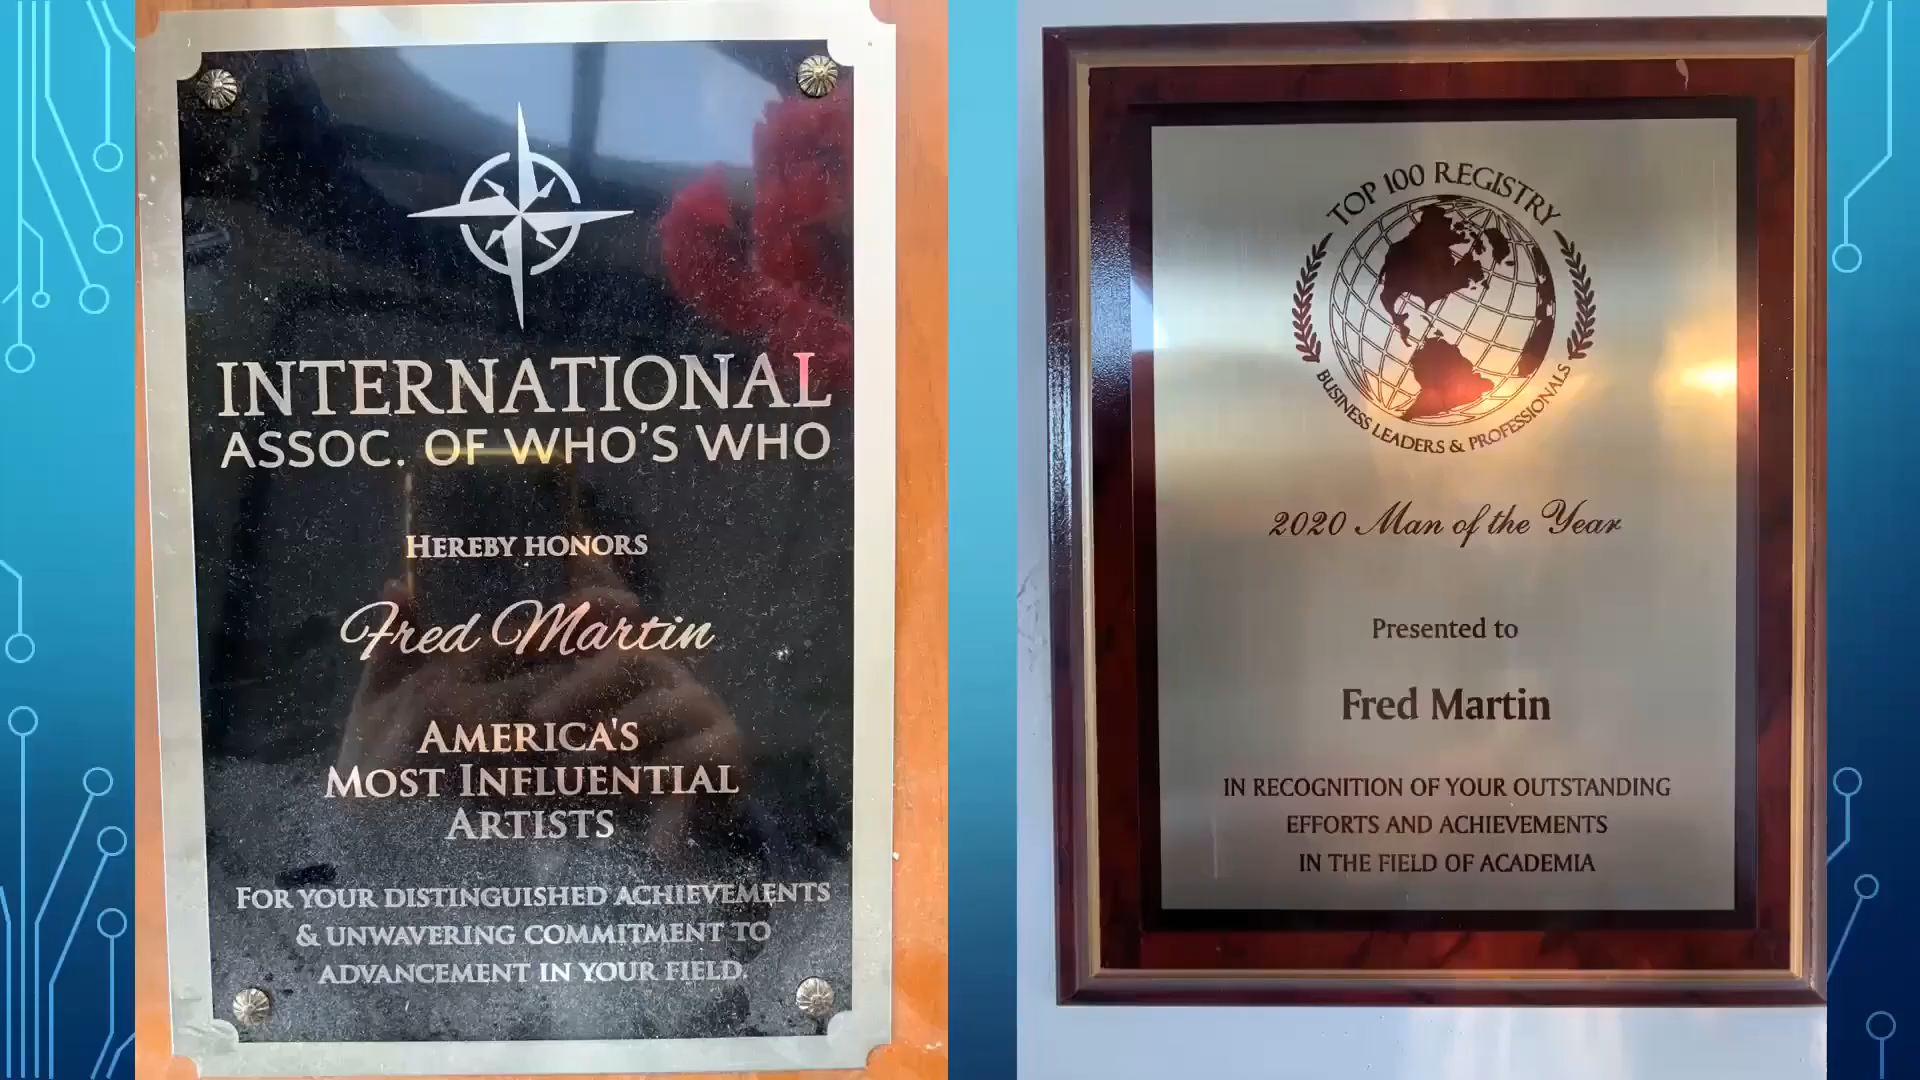 INTERNATIONAL
ASSOC. OF WHO'S WHO
HEREBY HONORS
Fred Martin
AMERICA'S
MOST INFLUENTIAL
ARTISTS
FOR YOUR DISTINGUISHED ACHIEVEMENTS
& UNWAVERING COMMITMENT TO
ADVANCEMENT IN YOUR FIELD.
TOP 100 REGISTRY
BUSINESS LEADERS & PROFESSIONALS
2020 Man of the Year
Presented to
Fred Martin
IN RECOGNITION OF YOUR OUTSTANDING
EFFORTS AND ACHIEVEMENTS
IN THE FIELD OF ACADEMIA